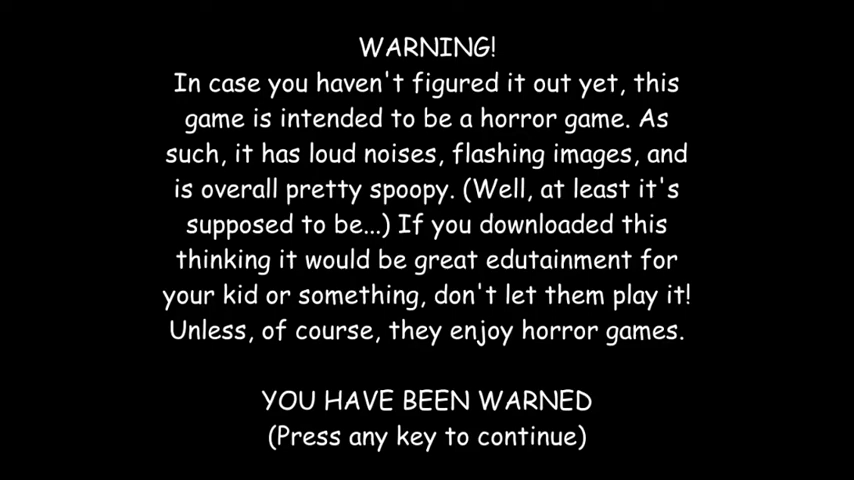 WARNING!
In case you haven't figured it out yet, this
game is intended to be a horror game. As
such, it has loud noises, flashing images, and
is overall pretty spoopy. (Well, at least it's
supposed to be...) If you downloaded this
thinking it would be great edutainment for
your kid or something, don't let them play it!
Unless, of course, they enjoy horror games.
YOU HAVE BEEN WARNED
(Press any key to continue)